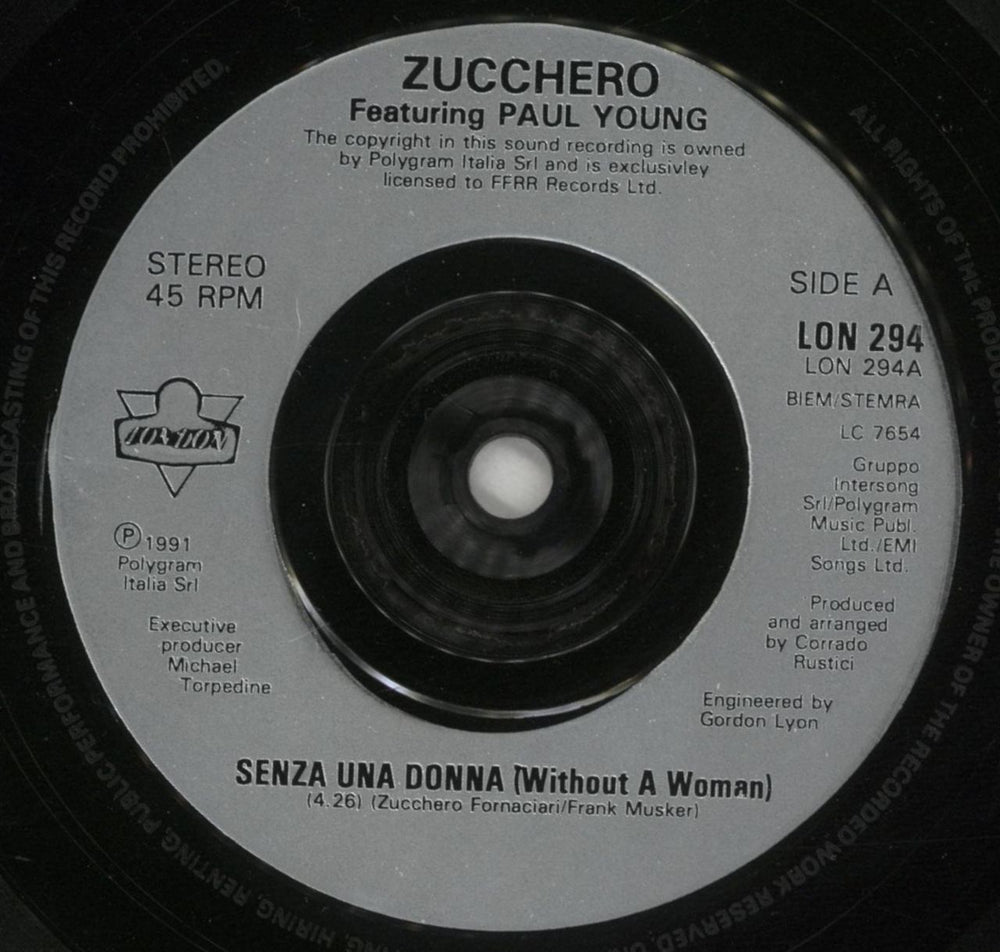 ZUCCHERO
Featuring PAUL YOUNG
The copyright in this sound recording is owned
by Polygram Italia Srl and is exclusivley
licensed to FFRR Records Ltd.
STEREO
45 RPM
LONDON
℗ 1991
Polygram
Italia Srl
Executive
producer
Michael
Torpedine
SIDE A
LON 294
LON 294A
BIEM/STEMRA
LC 7654
Gruppo
Intersong
Srl/Polygram
Music Publ.
Ltd./EMI
Songs Ltd.
Produced
and arranged
by Corrado
Rustici
Engineered by
Gordon Lyon
SENZA UNA DONNA (Without A Woman)
(4.26) (Zucchero Fornaciari/Frank Musker)
ALL RIGHTS OF THE
OWNER OF THE RECORDED WORK RESERVED.
HIRING, RENTING, PUBLIC PERFORMANCE AND BROADCASTING OF THIS RECORD PROHIBITED.